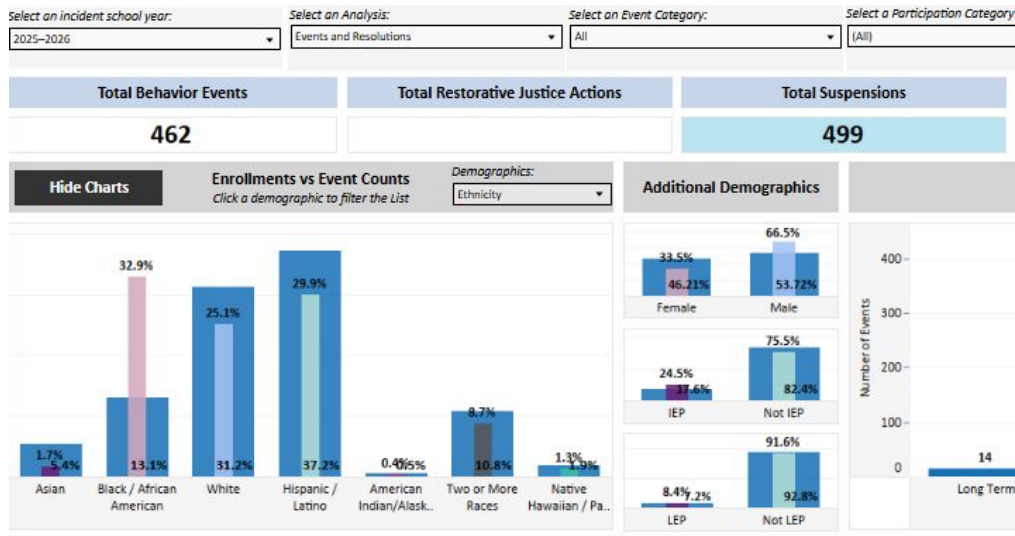 Select an incident school year:
2025–2026
Select an Analysis:
Events and Resolutions
Select an Event Category:
All
Select a Participation Category
(All)
Total Behavior Events
462
Total Restorative Justice Actions
Total Suspensions
499
Hide Charts
Enrollments vs Event Counts
Click a demographic to filter the List
Demographics:
Ethnicity
Additional Demographics
1.7%
5.4%
32.9%
13.1%
25.1%
31.2%
29.9%
37.2%
0.4%
0.5%
8.7%
10.8%
1.3%
1.9%
Asian
Black / African
American
White
Hispanic /
Latino
American
Indian/Alask..
Two or More
Races
Native
Hawaiian / Pa..
33.5%
46.21%
66.5%
53.72%
Female
Male
24.5%
17.6%
75.5%
82.4%
IEP
Not IEP
8.4%
7.2%
91.6%
92.8%
LEP
Not LEP
Number of Events
400
300
200
100
0
14
Long Term